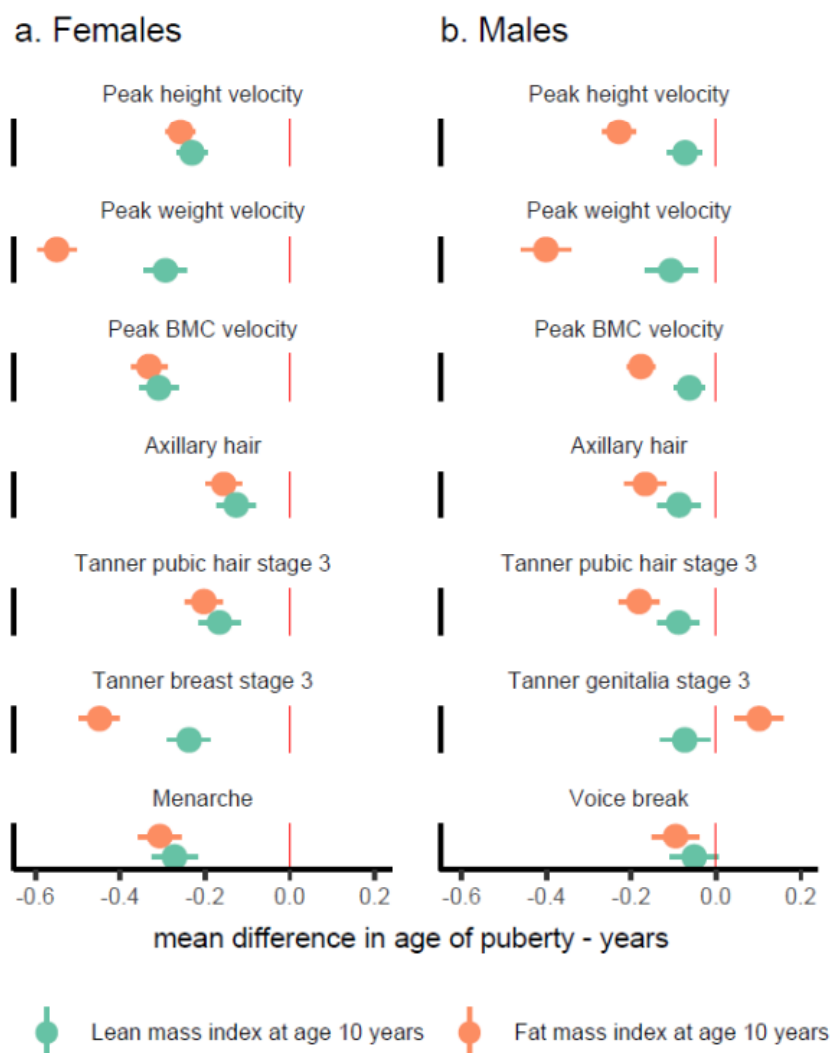 a. Females
b. Males
Peak height velocity
Peak height velocity
Peak weight velocity
Peak weight velocity
Peak BMC velocity
Peak BMC velocity
Axillary hair
Axillary hair
Tanner pubic hair stage 3
Tanner pubic hair stage 3
Tanner breast stage 3
Tanner genitalia stage 3
Menarche
Voice break
-0.6 -0.4 -0.2 0.0 0.2
-0.6 -0.4 -0.2 0.0 0.2
mean difference in age of puberty - years
Lean mass index at age 10 years
Fat mass index at age 10 years